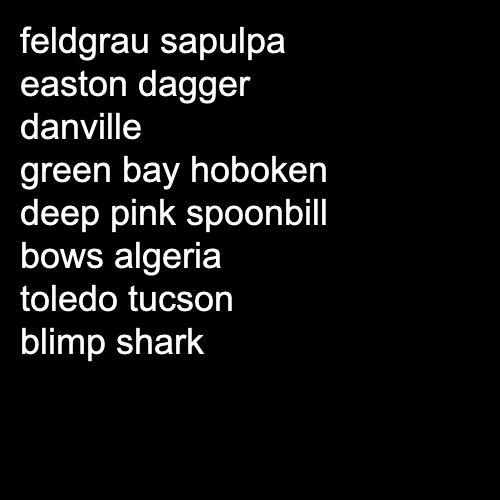 feldgrau sapulpa
easton dagger
danville
green bay hoboken
deep pink spoonbill
bows algeria
toledo tucson
blimp shark